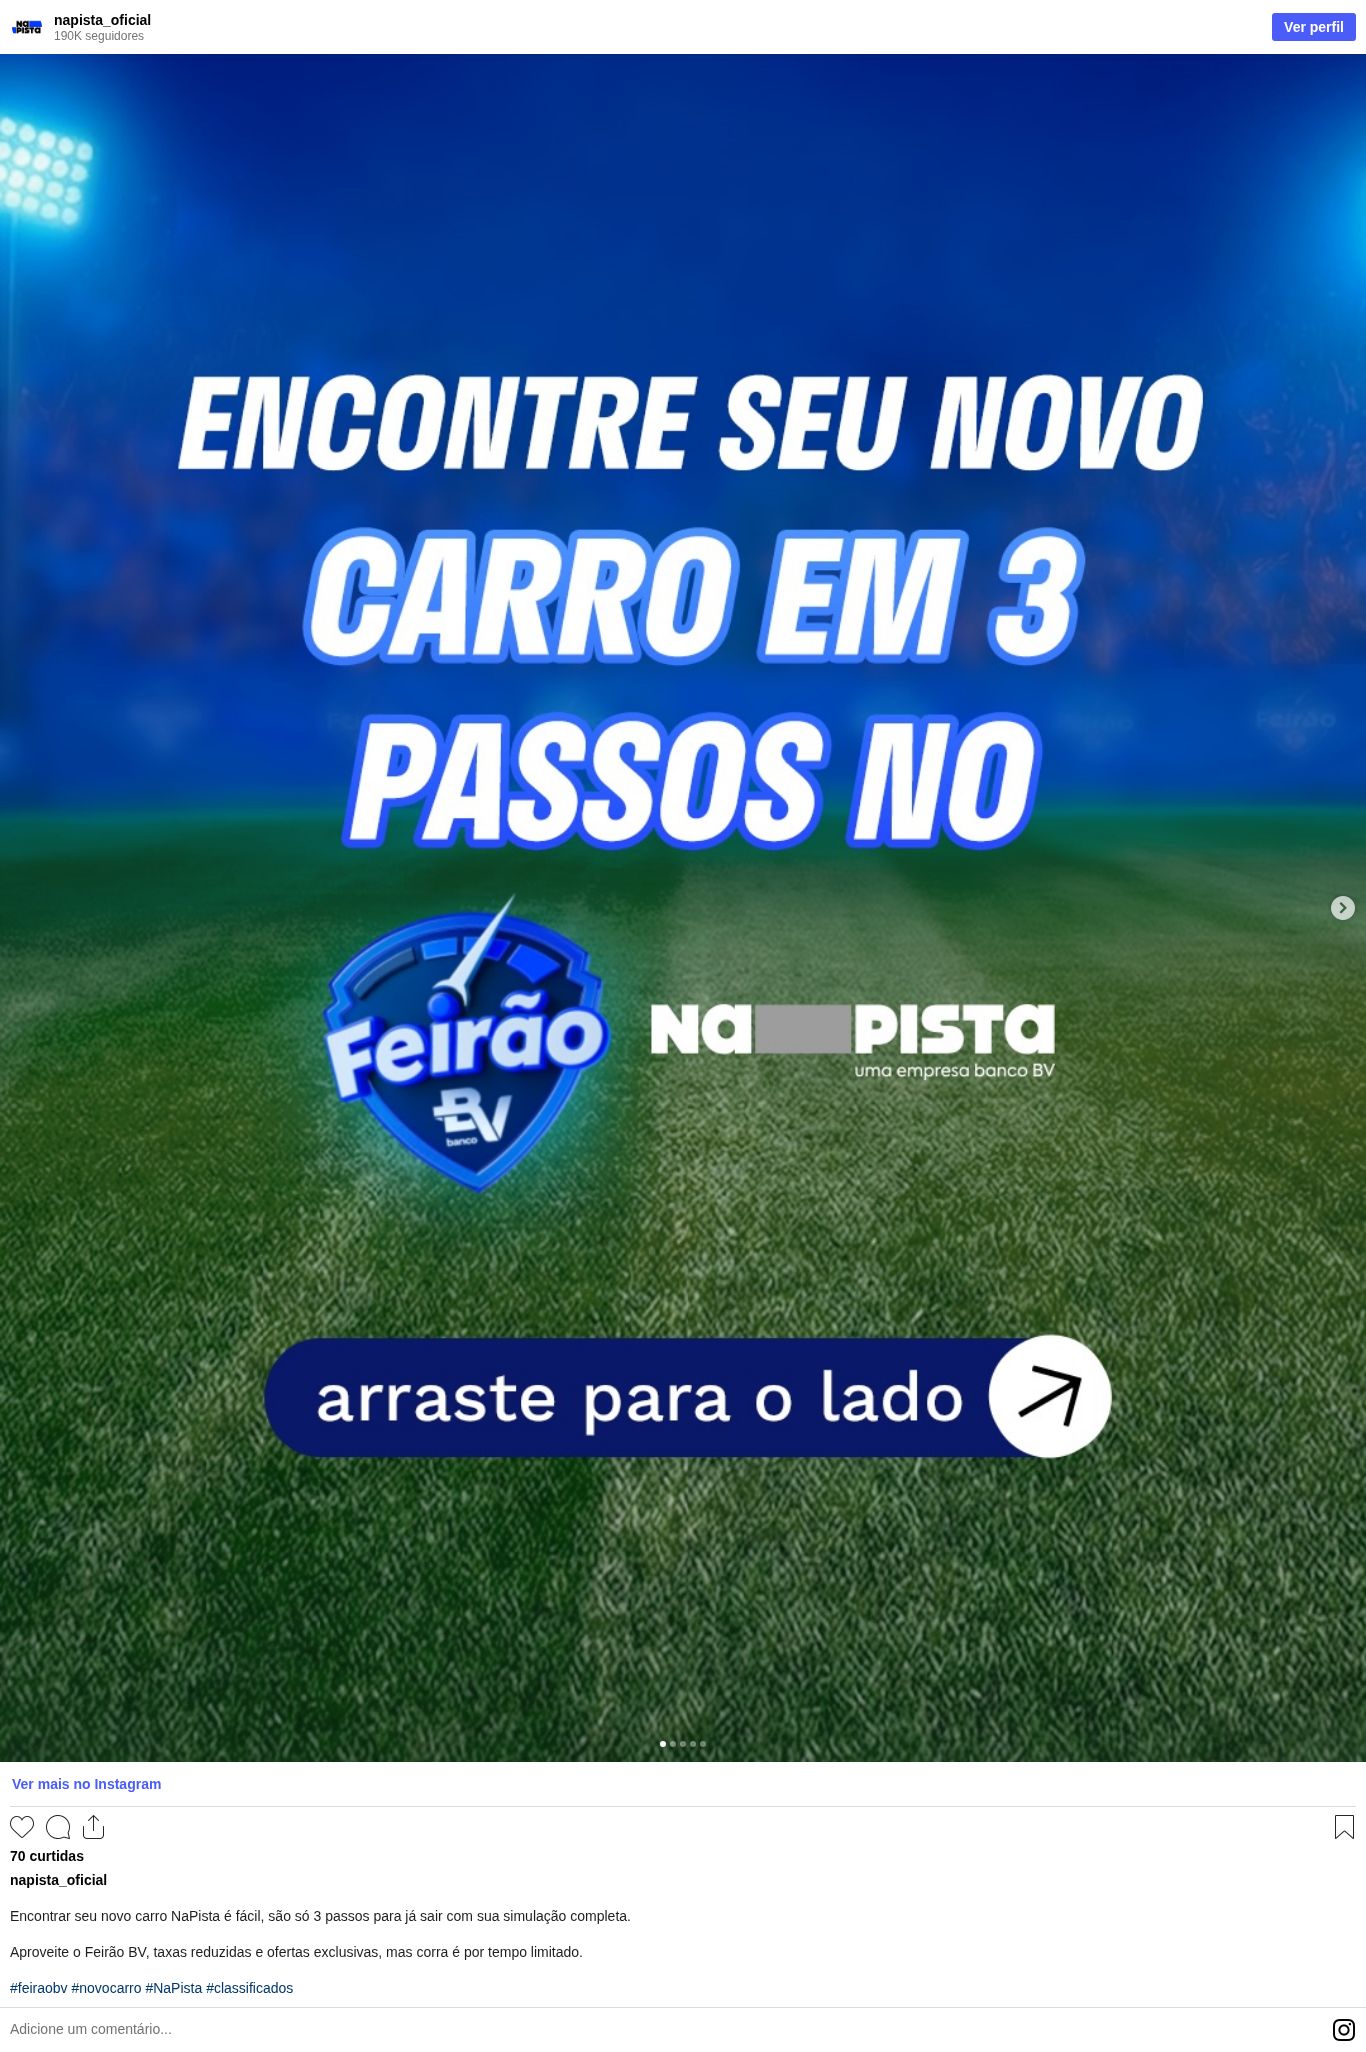 NaPISTa
napista_oficial
190K seguidores
Ver perfil
ENCONTRE SEU NOVO
CARRO EM 3
PASSOS NO
Feirão
BV
banco
NaPISTa
uma empresa banco BV
arraste para o lado
Ver mais no Instagram
70 curtidas
napista_oficial
Encontrar seu novo carro NaPista é fácil, são só 3 passos para já sair com sua simulação completa.
Aproveite o Feirão BV, taxas reduzidas e ofertas exclusivas, mas corra é por tempo limitado.
#feiraobv #novocarro #NaPista #classificados
Adicione um comentário...